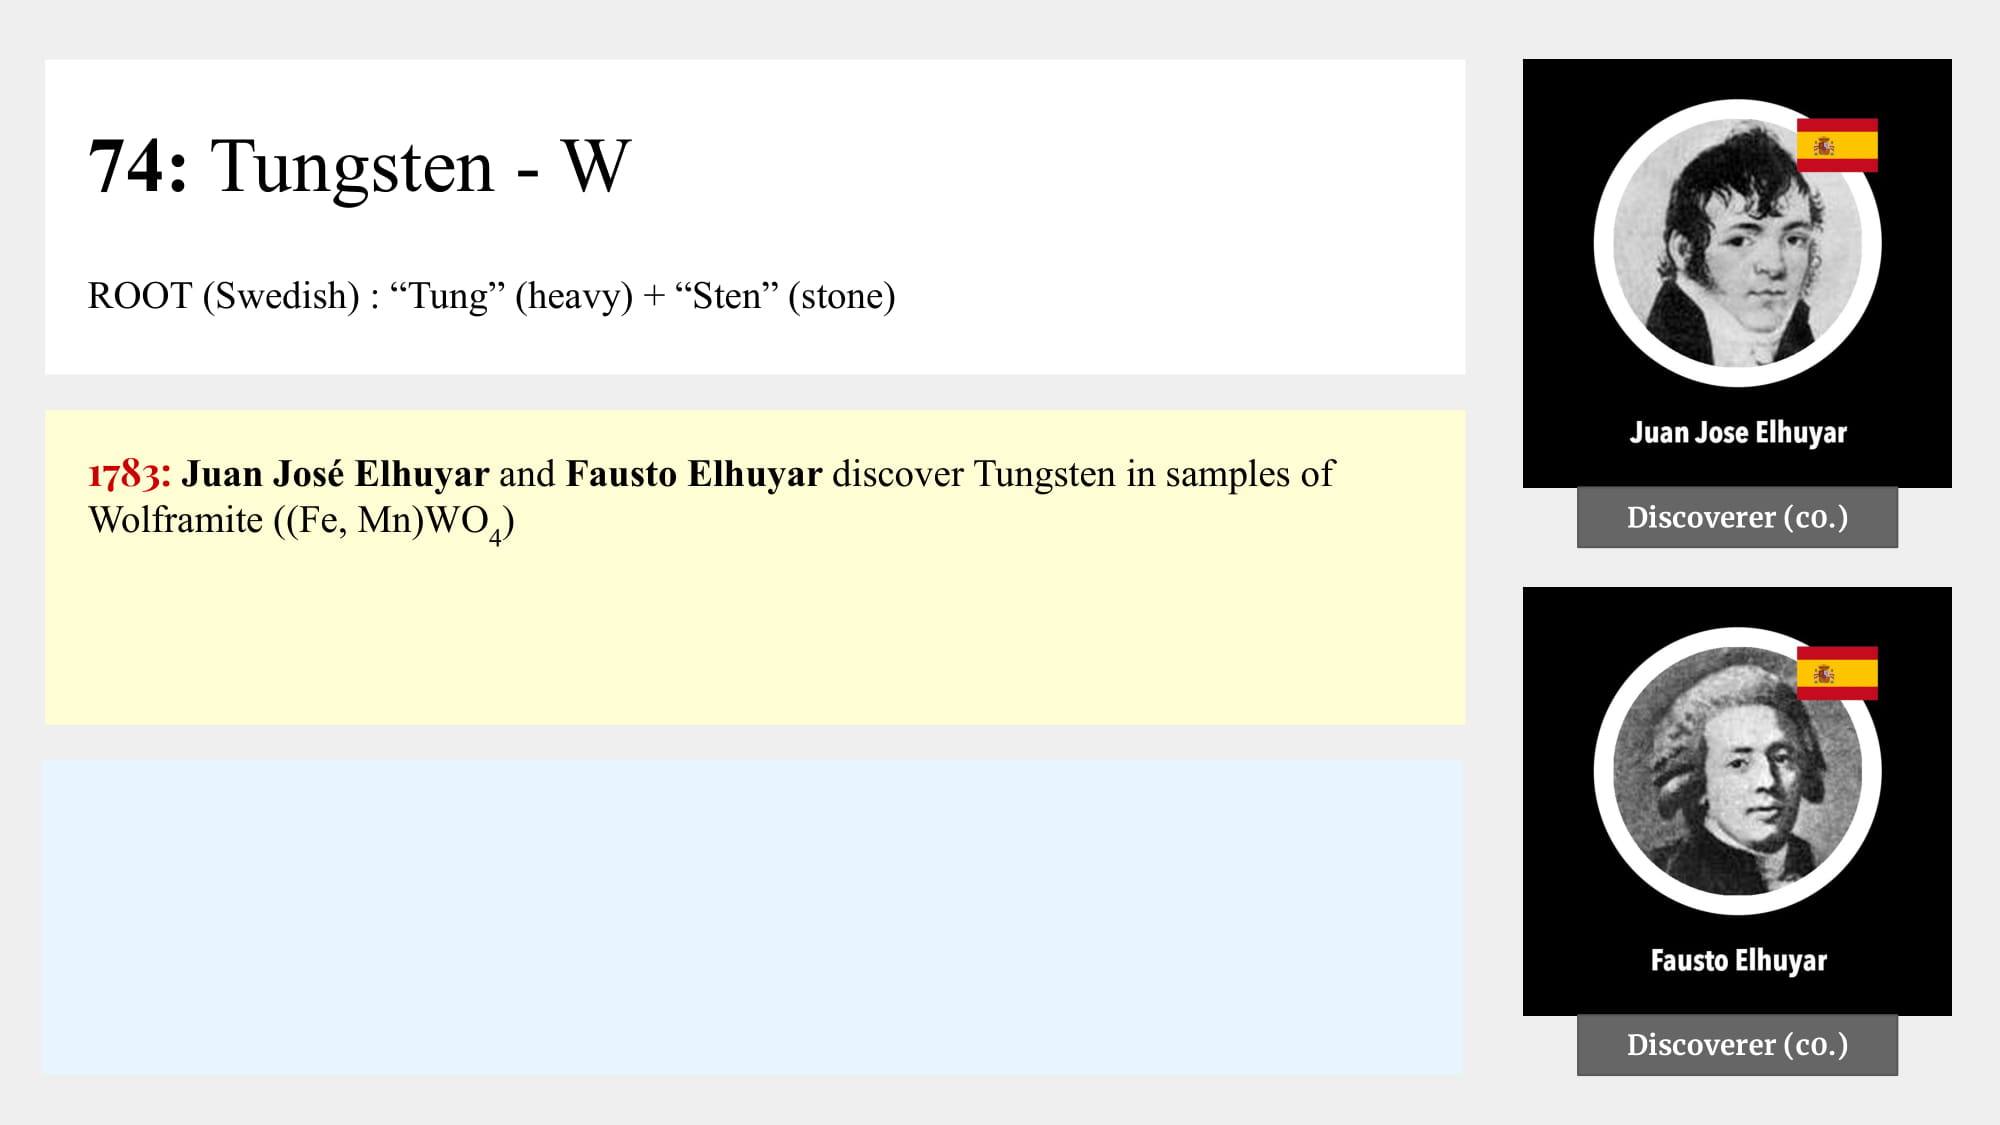 74: Tungsten - W
ROOT (Swedish) : “Tung” (heavy) + “Sten” (stone)
1783: Juan José Elhuyar and Fausto Elhuyar discover Tungsten in samples of
Wolframite ((Fe, Mn)WO₄)
Juan Jose Elhuyar
Discoverer (co.)
Fausto Elhuyar
Discoverer (co.)